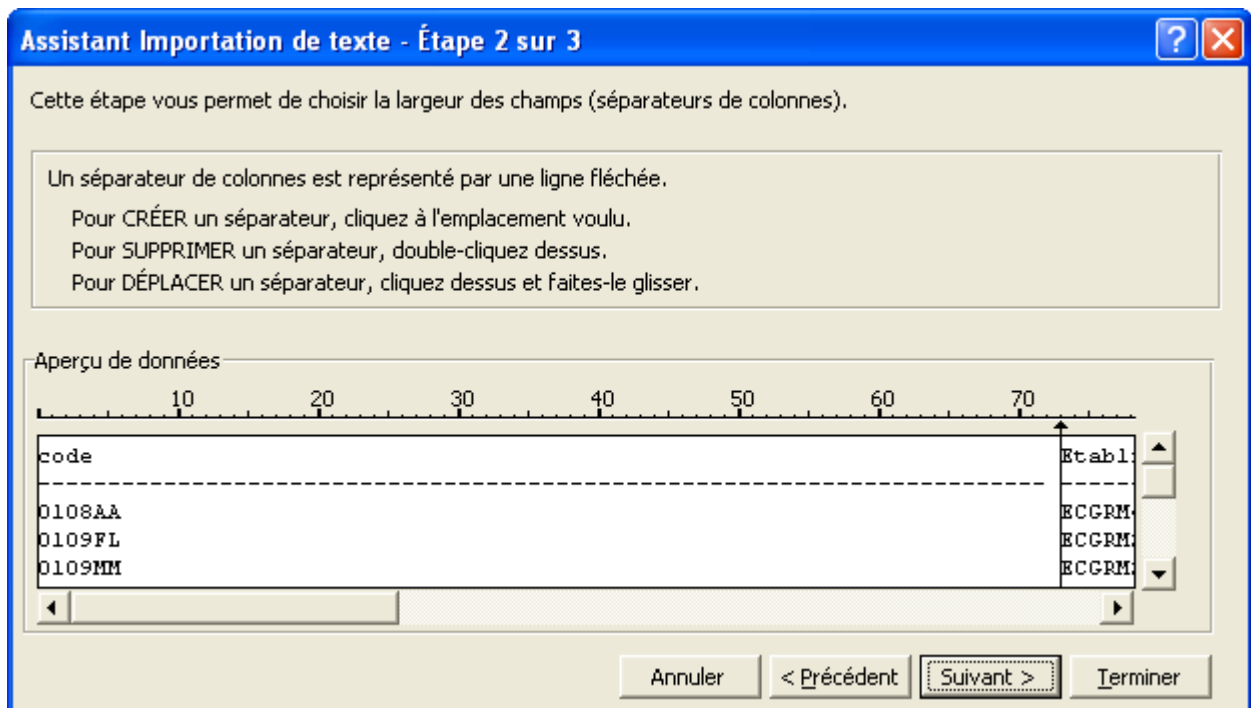 Assistant Importation de texte - Étape 2 sur 3
Cette étape vous permet de choisir la largeur des champs (séparateurs de colonnes).
Un séparateur de colonnes est représenté par une ligne fléchée.
Pour CRÉER un séparateur, cliquez à l'emplacement voulu.
Pour SUPPRIMER un séparateur, double-cliquez dessus.
Pour DÉPLACER un séparateur, cliquez dessus et faites-le glisser.
Aperçu de données
10 20 30 40 50 60 70
code
------------------------------------------------------------------------ -----
0108AA
0109FL
0109MM
Annuler < Précédent Suivant > Terminer